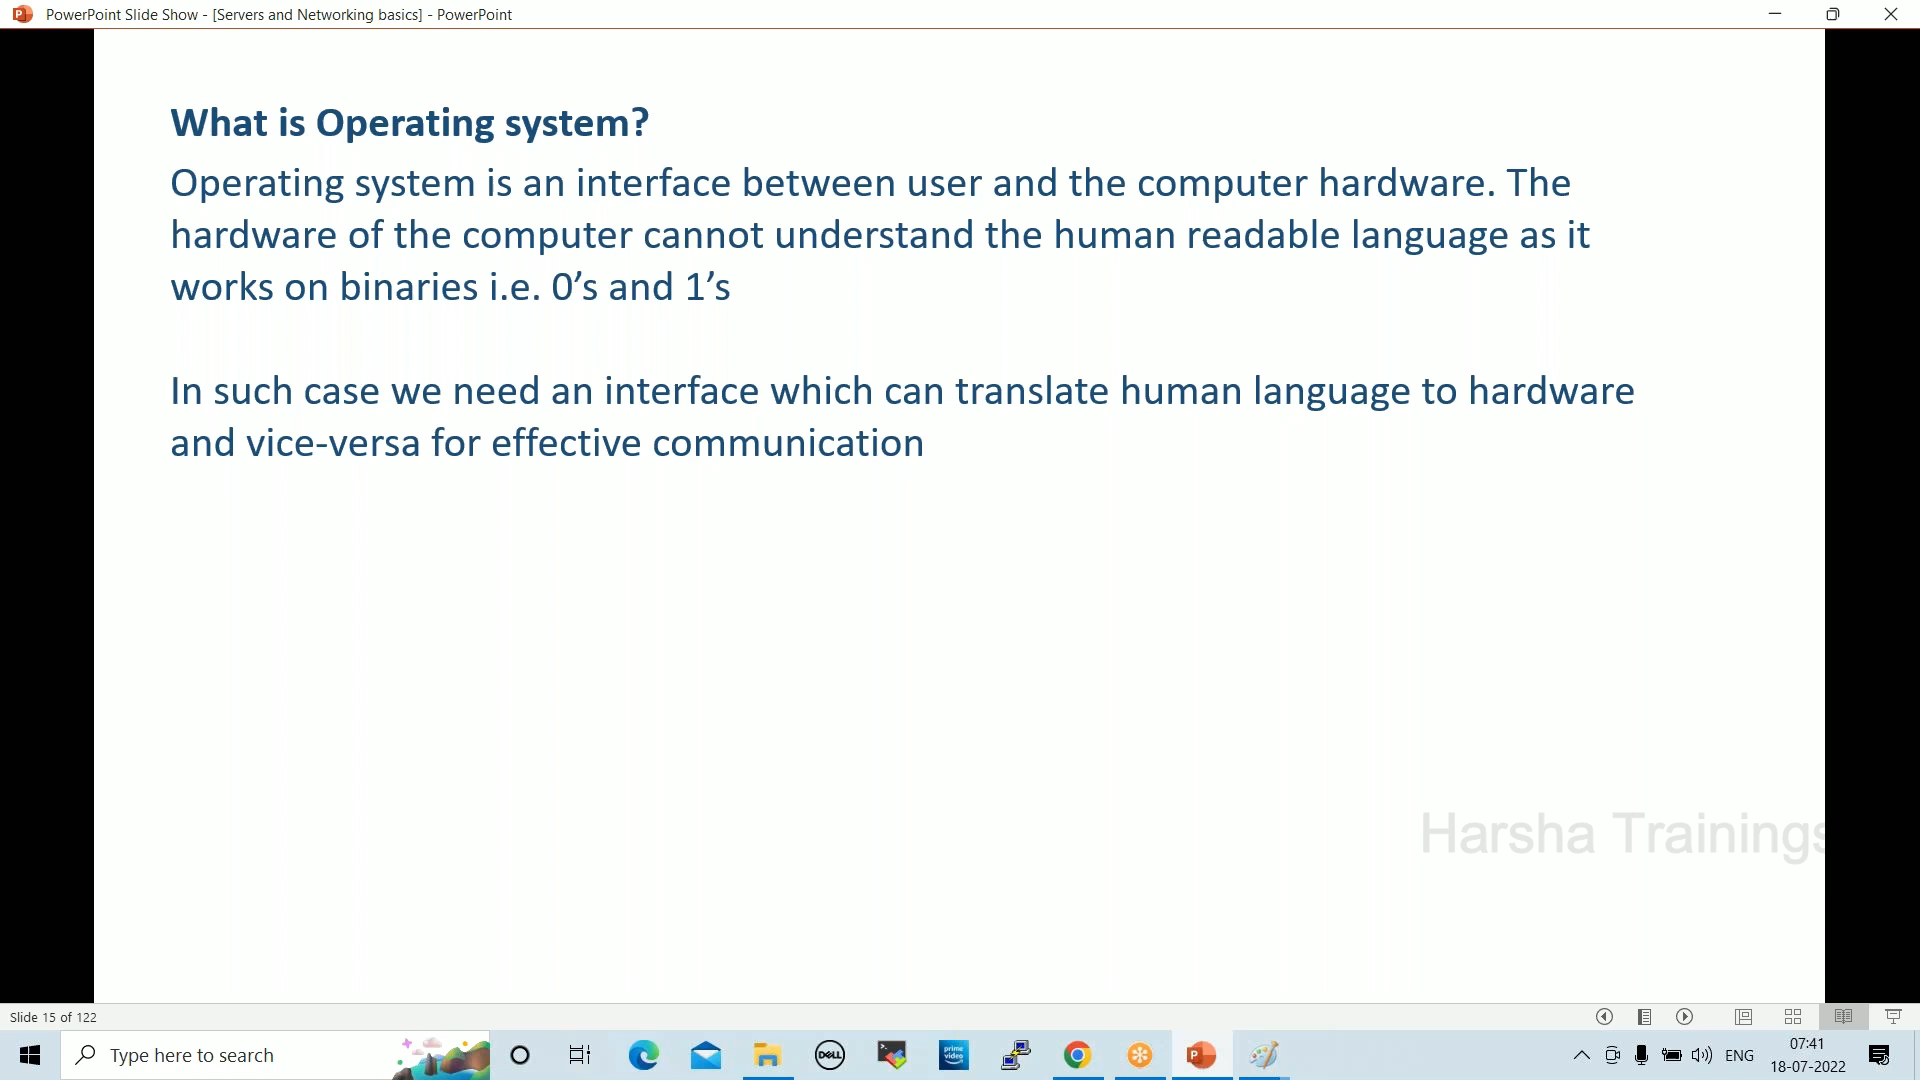 PowerPoint Slide Show - [Servers and Networking basics] - PowerPoint
What is Operating system?
Operating system is an interface between user and the computer hardware. The
hardware of the computer cannot understand the human readable language as it
works on binaries i.e. 0’s and 1’s
In such case we need an interface which can translate human language to hardware
and vice-versa for effective communication
Harsha Trainings
Slide 15 of 122
Type here to search
DELL
prime video
ENG
07:41
18-07-2022